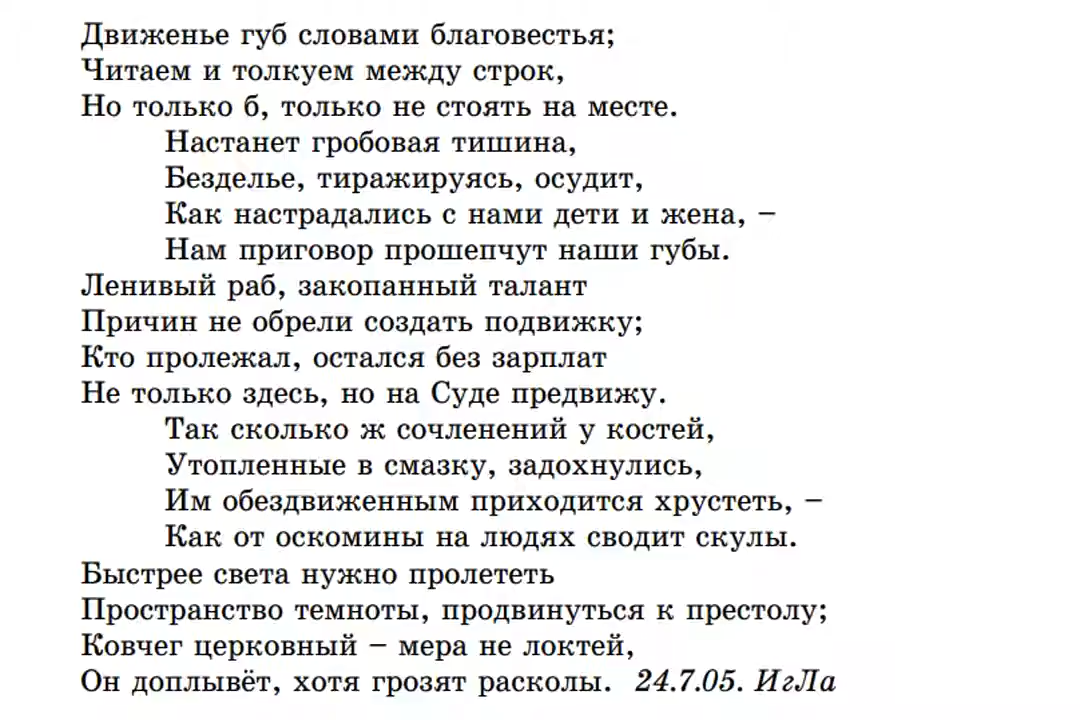 Движенье губ словами благовестья;
Читаем и толкуем между строк,
Но только б, только не стоять на месте.
Настанет гробовая тишина,
Безделье, тиражируясь, осудит,
Как настрадались с нами дети и жена, –
Нам приговор прошепчут наши губы.
Ленивый раб, закопанный талант
Причин не обрели создать подвижку;
Кто пролежал, остался без зарплат
Не только здесь, но на Суде предвижу.
Так сколько ж сочленений у костей,
Утопленные в смазку, задохнулись,
Им обездвиженным приходится хрустеть, –
Как от оскомины на людях сводит скулы.
Быстрее света нужно пролететь
Пространство темноты, продвинуться к престолу;
Ковчег церковный – мера не локтей,
Он доплывёт, хотя грозят расколы. 24.7.05. ИгЛа